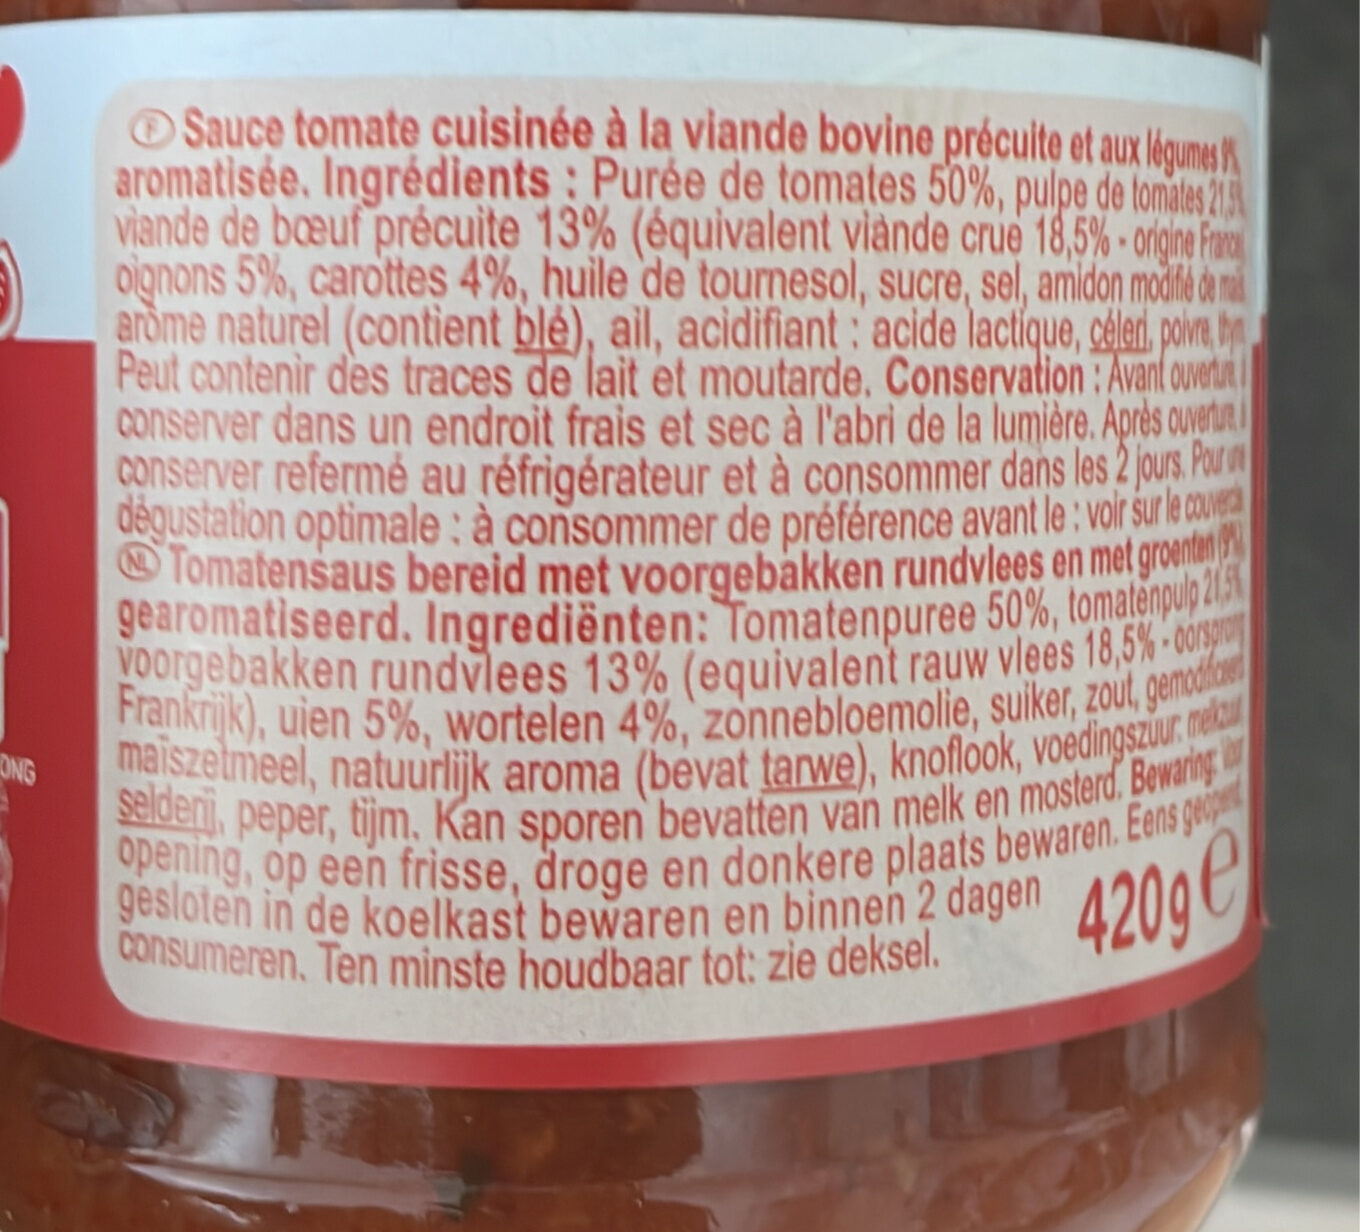 F Sauce tomate cuisinée à la viande bovine précuite et aux légumes 9%
aromatisée. Ingrédients : Purée de tomates 50%, pulpe de tomates 21,5%
viande de bœuf précuite 13% (équivalent viande crue 18,5% - origine France)
oignons 5%, carottes 4%, huile de tournesol, sucre, sel, amidon modifié de maïs
arôme naturel (contient blé), ail, acidifiant : acide lactique, céleri, poivre, thym.
Peut contenir des traces de lait et moutarde. Conservation : Avant ouverture, à
conserver dans un endroit frais et sec à l'abri de la lumière. Après ouverture, à
conserver refermé au réfrigérateur et à consommer dans les 2 jours. Pour une
dégustation optimale : à consommer de préférence avant le : voir sur le
NL Tomatensaus bereid met voorgebakken rundvlees en met groenten (9%),
gearomatiseerd. Ingrediënten: Tomatenpuree 50%, tomatenpulp 21,5%
voorgebakken rundvlees 13% (equivalent rauw vlees 18,5% - oorsprong
Frankrijk), uien 5%, wortelen 4%, zonnebloemolie, suiker, zout, gemodificeerd
maïszetmeel, natuurlijk aroma (bevat tarwe), knoflook, voedingszuur: melkzuur
selderij, peper, tijm. Kan sporen bevatten van melk en mosterd. Bewaring: Voor
opening, op een frisse, droge en donkere plaats bewaren. Eens geopend,
gesloten in de koelkast bewaren en binnen 2 dagen
consumeren. Ten minste houdbaar tot: zie deksel.
420g e
ONG